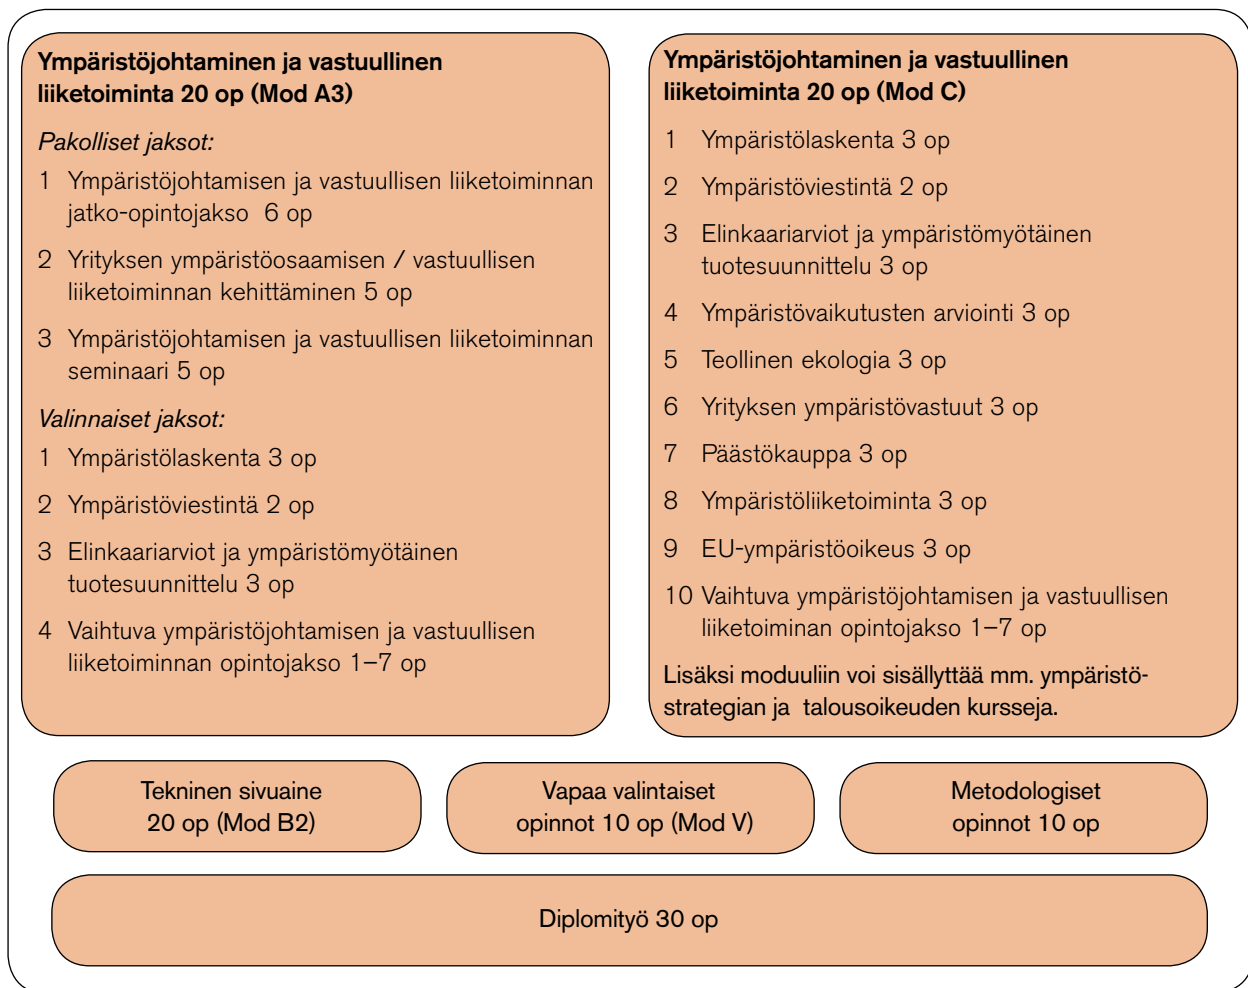 Ympäristöjohtaminen ja vastuullinen
liiketoiminta 20 op (Mod A3)
Pakolliset jaksot:
1 Ympäristöjohtamisen ja vastuullisen liiketoiminnan
jatko-opintojakso 6 op
2 Yrityksen ympäristöosaamisen / vastuullisen
liiketoiminnan kehittäminen 5 op
3 Ympäristöjohtamisen ja vastuullisen liiketoiminnan
seminaari 5 op
Valinnaiset jaksot:
1 Ympäristölaskenta 3 op
2 Ympäristöviestintä 2 op
3 Elinkaariarviot ja ympäristömyötäinen
tuotesuunnittelu 3 op
4 Vaihtuva ympäristöjohtamisen ja vastuullisen
liiketoiminnan opintojakso 1–7 op
Ympäristöjohtaminen ja vastuullinen
liiketoiminta 20 op (Mod C)
1 Ympäristölaskenta 3 op
2 Ympäristöviestintä 2 op
3 Elinkaariarviot ja ympäristömyötäinen
tuotesuunnittelu 3 op
4 Ympäristövaikutusten arviointi 3 op
5 Teollinen ekologia 3 op
6 Yrityksen ympäristövastuut 3 op
7 Päästökauppa 3 op
8 Ympäristöliiketoiminta 3 op
9 EU-ympäristöoikeus 3 op
10 Vaihtuva ympäristöjohtamisen ja vastuullisen
liiketoiminan opintojakso 1–7 op
Lisäksi moduuliin voi sisällyttää mm. ympäristö-
strategian ja talousoikeuden kursseja.
Tekninen sivuaine
20 op (Mod B2)
Vapaa valintaiset
opinnot 10 op (Mod V)
Metodologiset
opinnot 10 op
Diplomityö 30 op